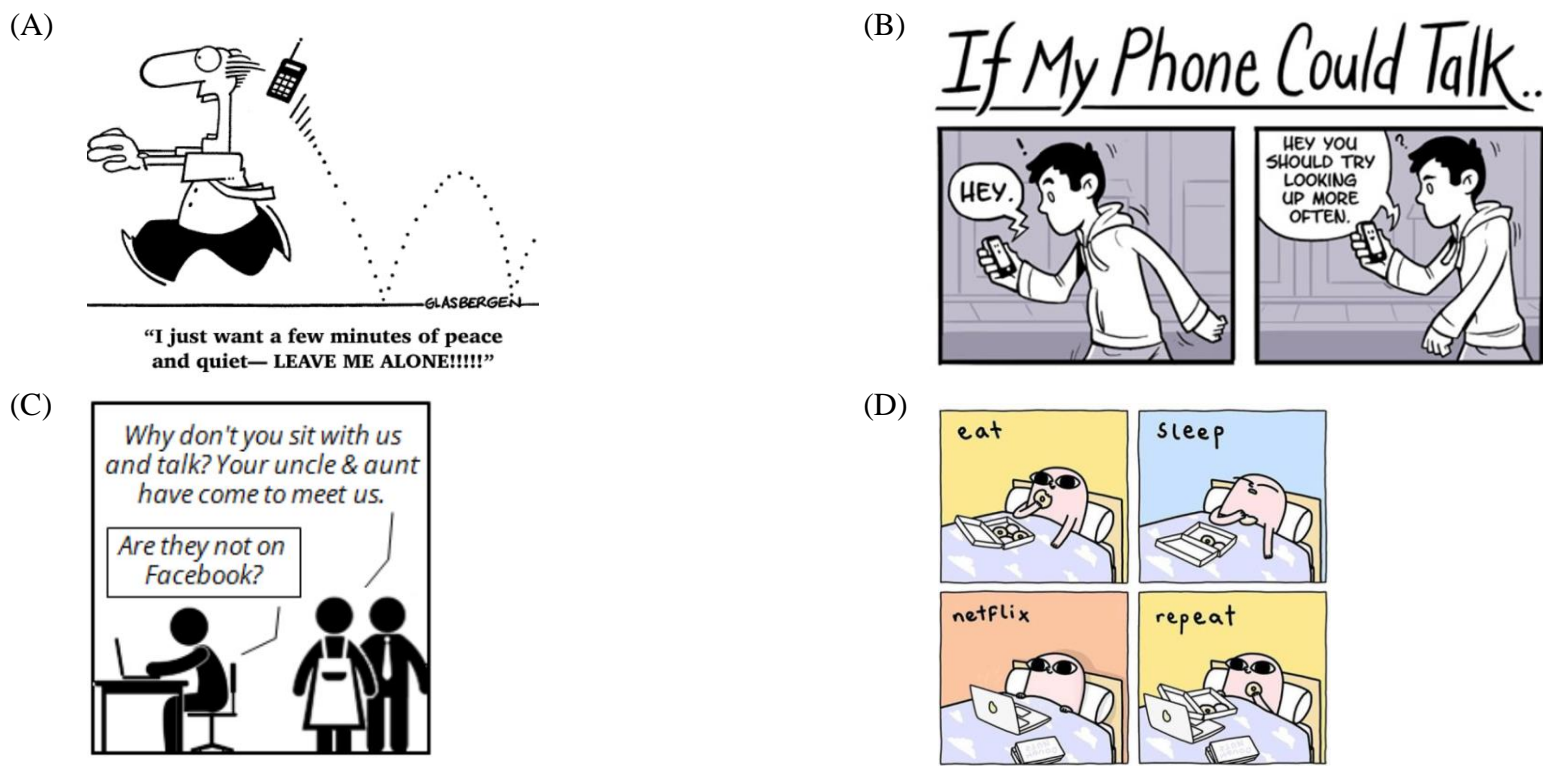 (A)
GLASBERGEN
“I just want a few minutes of peace
and quiet— LEAVE ME ALONE!!!!!”
(B)
If My Phone Could Talk..
!
HEY.
?
HEY YOU
SHOULD TRY
LOOKING
UP MORE
OFTEN.
(C)
Why don't you sit with us
and talk? Your uncle & aunt
have come to meet us.
Are they not on
Facebook?
(D)
eat
sleep
netflix
repeat